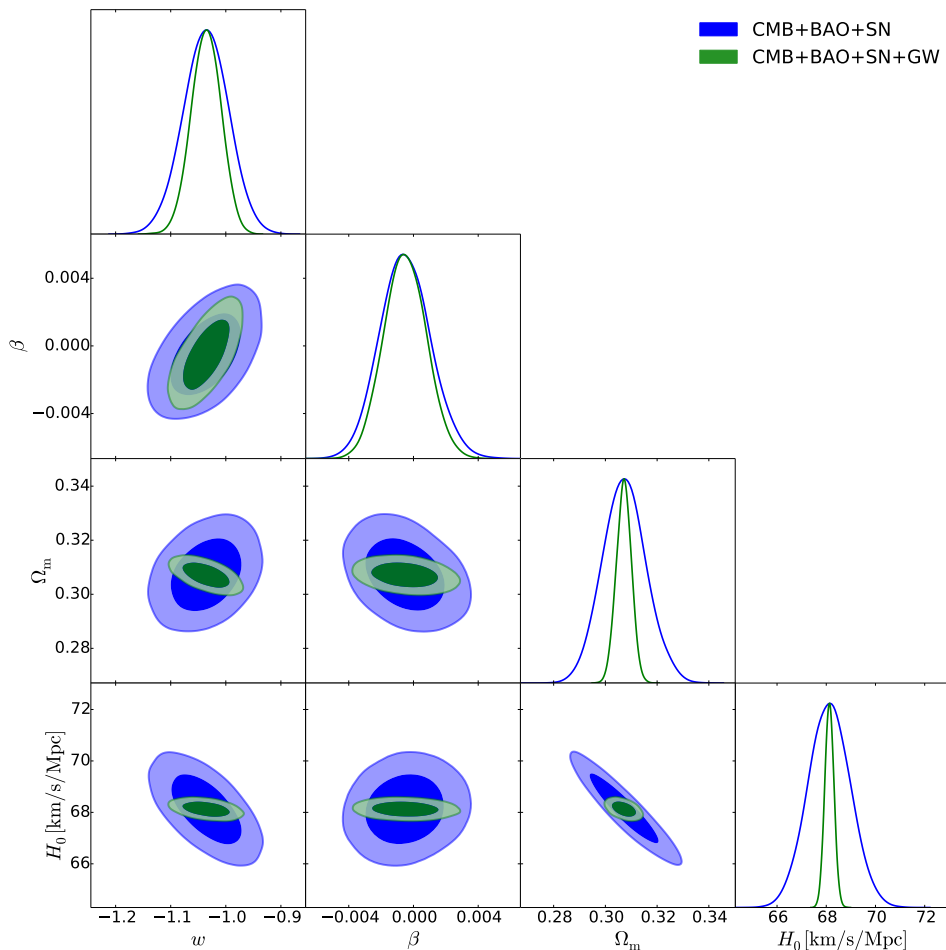 CMB+BAO+SN
CMB+BAO+SN+GW
β
0.004
0.000
−0.004
Ωm
0.34
0.32
0.30
0.28
H0 [km/s/Mpc]
72
70
68
66
−1.2 −1.1 −1.0 −0.9
w
−0.004 0.000 0.004
β
0.28 0.30 0.32 0.34
Ωm
66 68 70 72
H0 [km/s/Mpc]